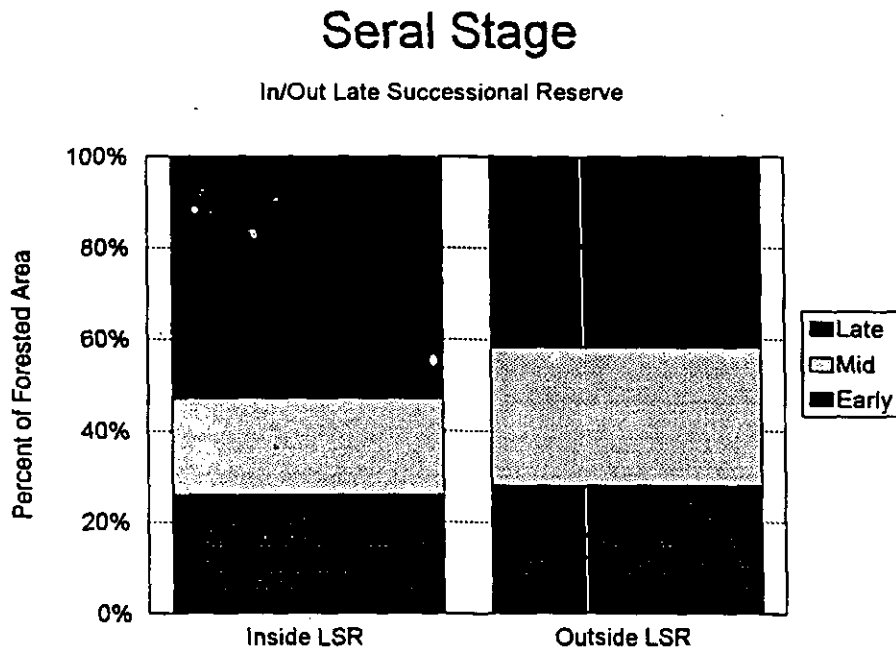 Seral Stage
In/Out Late Successional Reserve
Percent of Forested Area
100%
80%
60%
40%
20%
0%
Inside LSR
Outside LSR
Late
Mid
Early